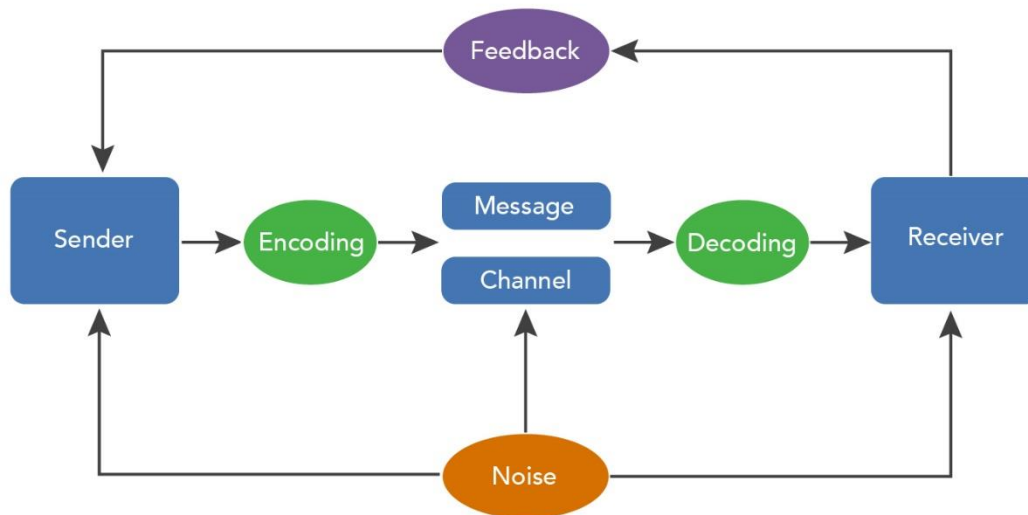 Feedback
Sender
Encoding
Message
Channel
Decoding
Receiver
Noise